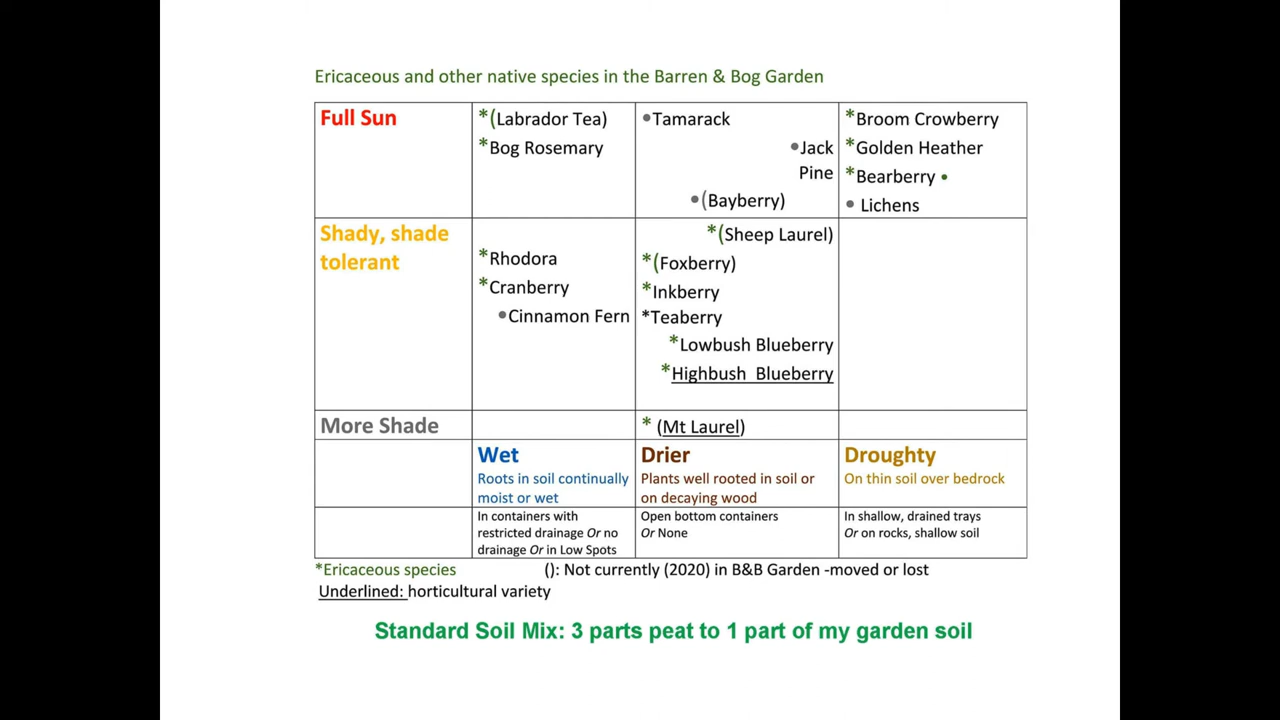 Ericaceous and other native species in the Barren & Bog Garden
Full Sun
*(Labrador Tea)
*Bog Rosemary
•Tamarack
•Jack
Pine
•(Bayberry)
*Broom Crowberry
*Golden Heather
*Bearberry •
• Lichens
Shady, shade
tolerant
*Rhodora
*Cranberry
•Cinnamon Fern
*(Sheep Laurel)
*(Foxberry)
*Inkberry
*Teaberry
*Lowbush Blueberry
*Highbush Blueberry
More Shade
* (Mt Laurel)
Wet
Roots in soil continually
moist or wet
Drier
Plants well rooted in soil or
on decaying wood
Droughty
On thin soil over bedrock
In containers with
restricted drainage Or no
drainage Or in Low Spots
Open bottom containers
Or None
In shallow, drained trays
Or on rocks, shallow soil
*Ericaceous species
(): Not currently (2020) in B&B Garden -moved or lost
Underlined: horticultural variety
Standard Soil Mix: 3 parts peat to 1 part of my garden soil